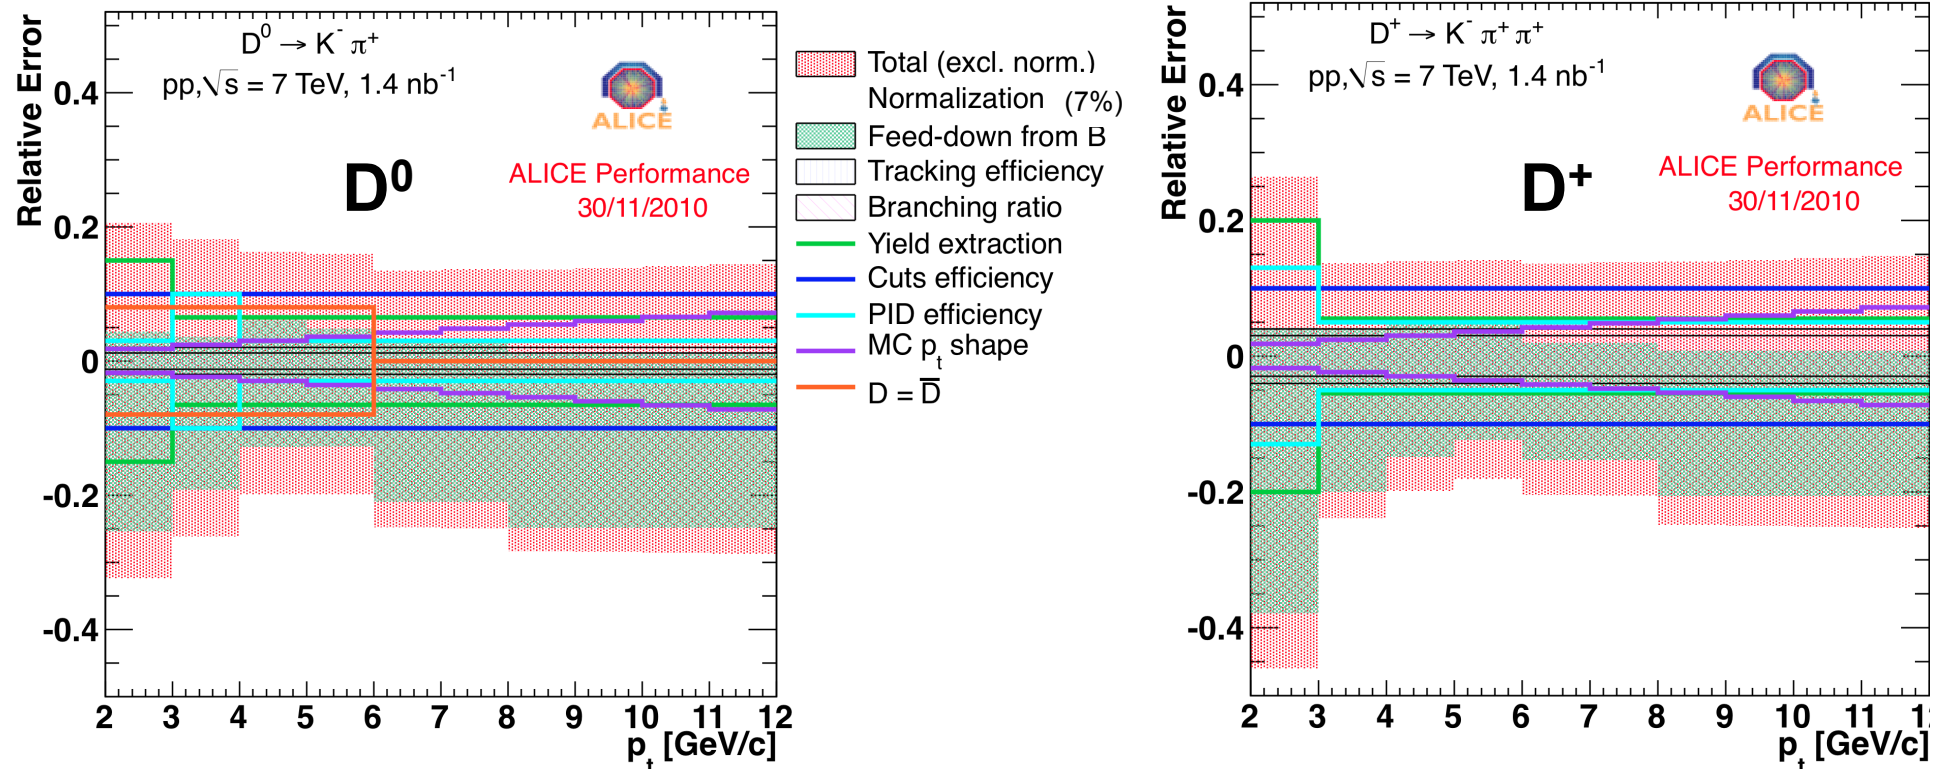 Relative Error
D⁰ → K⁻ π⁺
pp,√s = 7 TeV, 1.4 nb⁻¹
ALICE
ALICE Performance
30/11/2010
D⁰
0.4
0.2
0
-0.2
-0.4
2 3 4 5 6 7 8 9 10 11 12
pₜ [GeV/c]
Total (excl. norm.)
Normalization (7%)
Feed-down from B
Tracking efficiency
Branching ratio
Yield extraction
Cuts efficiency
PID efficiency
MC pₜ shape
D = D̅
Relative Error
D⁺ → K⁻ π⁺ π⁺
pp,√s = 7 TeV, 1.4 nb⁻¹
ALICE
ALICE Performance
30/11/2010
D⁺
0.4
0.2
0
-0.2
-0.4
2 3 4 5 6 7 8 9 10 11
pₜ [GeV/c]